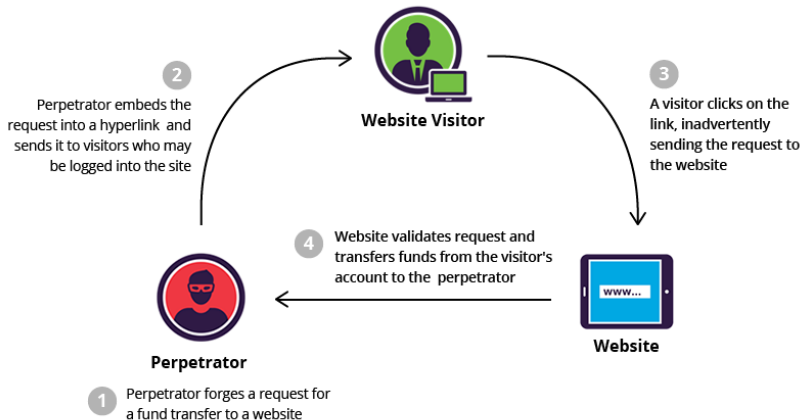 2
Perpetrator embeds the
request into a hyperlink and
sends it to visitors who may
be logged into the site
Website Visitor
3
A visitor clicks on the
link, inadvertently
sending the request to
the website
4
Website validates request and
transfers funds from the visitor's
account to the perpetrator
www...
Website
Perpetrator
1
Perpetrator forges a request for
a fund transfer to a website